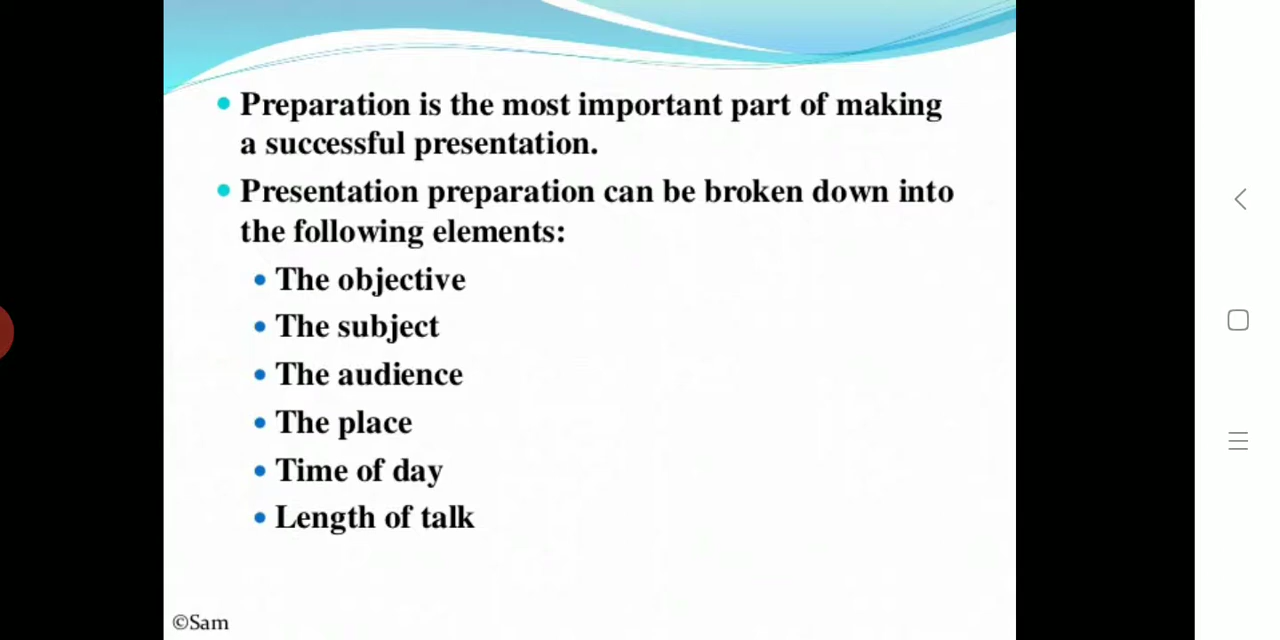 Preparation is the most important part of making
a successful presentation.
Presentation preparation can be broken down into
the following elements:
The objective
The subject
The audience
The place
Time of day
Length of talk
©Sam